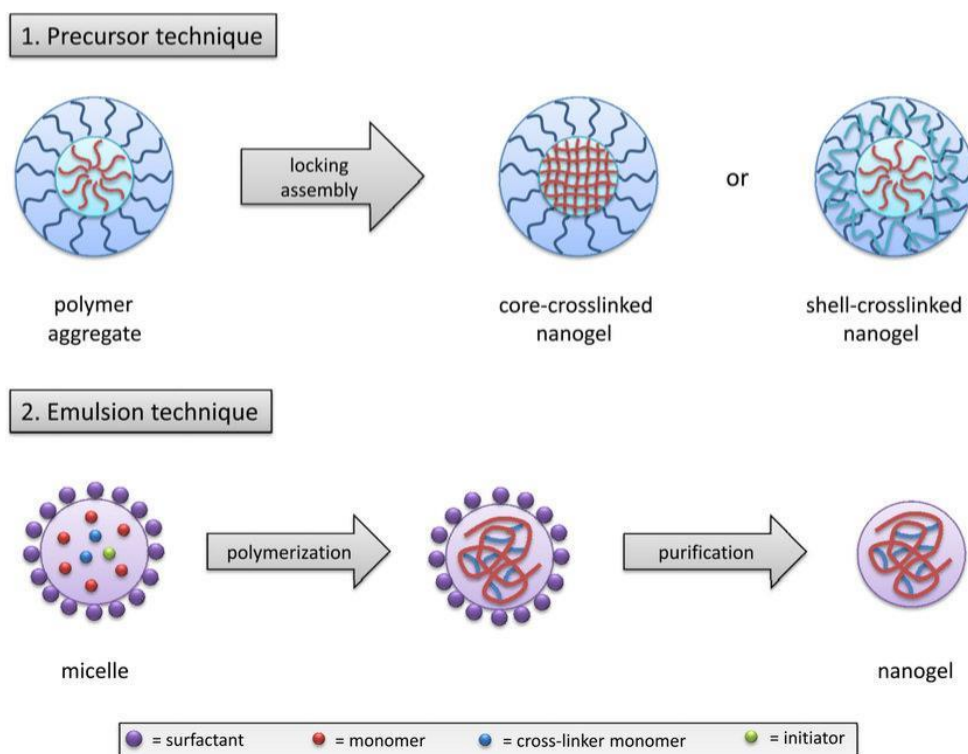 1. Precursor technique
locking
assembly
or
polymer
aggregate
core-crosslinked
nanogel
shell-crosslinked
nanogel
2. Emulsion technique
polymerization
purification
micelle
nanogel
= surfactant = monomer = cross-linker monomer = initiator